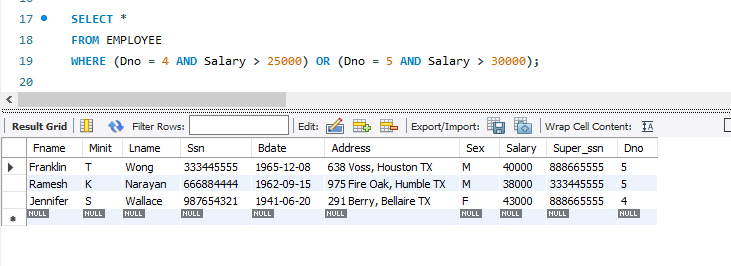 17 SELECT *
18 FROM EMPLOYEE
19 WHERE (Dno = 4 AND Salary > 25000) OR (Dno = 5 AND Salary > 30000);
20
Result Grid Filter Rows: Edit: Export/Import: Wrap Cell Content:
Fname Minit Lname Ssn Bdate Address Sex Salary Super_ssn Dno
Franklin T Wong 333445555 1965-12-08 638 Voss, Houston TX M 40000 888665555 5
Ramesh K Narayan 666884444 1962-09-15 975 Fire Oak, Humble TX M 38000 333445555 5
Jennifer S Wallace 987654321 1941-06-20 291 Berry, Bellaire TX F 43000 888665555 4
NULL NULL NULL NULL NULL NULL NULL NULL NULL NULL